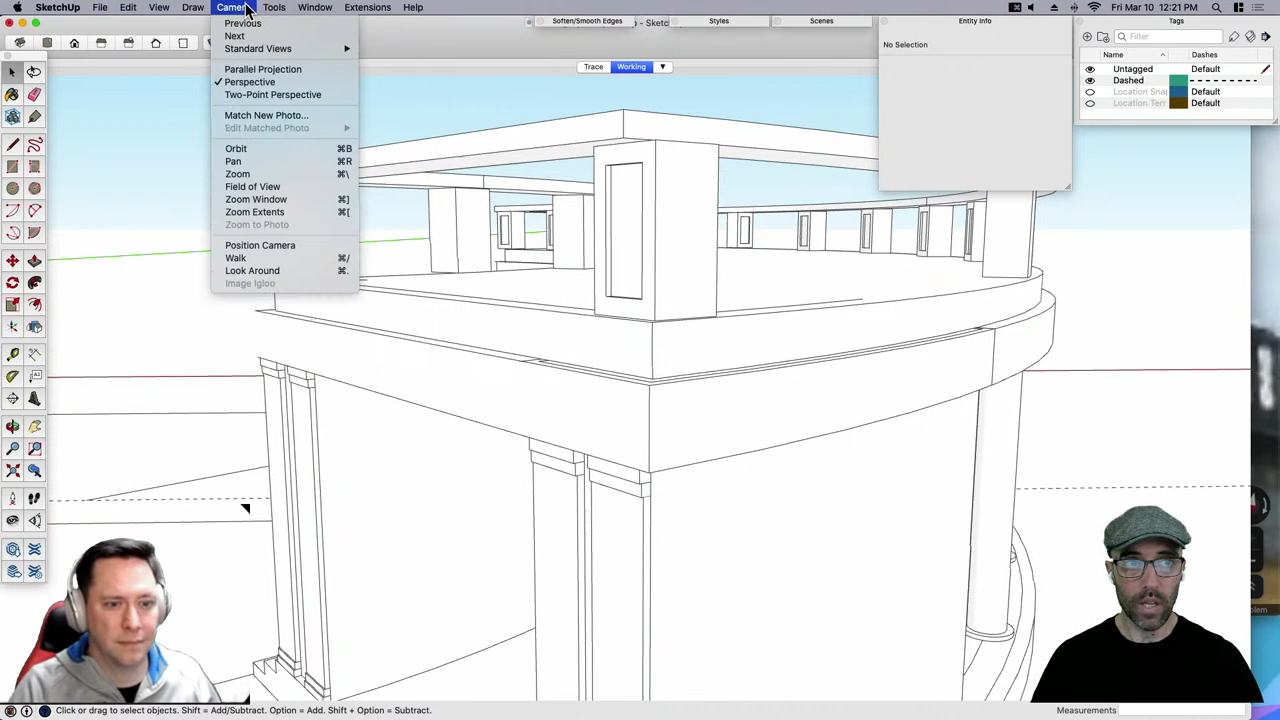 SketchUp File Edit View Draw Camera Tools Window Extensions Help
Fri Mar 10 12:21 PM
Soften/Smooth Edges Styles Scenes Entity Info Tags
No Selection
Filter
Name Dashes
Untagged Default
Dashed
Default
Default
Previous
Next
Standard Views
Parallel Projection
✓ Perspective
Two-Point Perspective
Match New Photo...
Edit Matched Photo
Orbit ⌘B
Pan ⌘R
Zoom ⌘\
Field of View
Zoom Window ⌘]
Zoom Extents ⌘[
Zoom to Photo
Position Camera
Walk ⌘/
Look Around ⌘.
Image Igloo
Trace Working
Click or drag to select objects. Shift = Add/Subtract. Option = Add. Shift + Option = Subtract.
Measurements